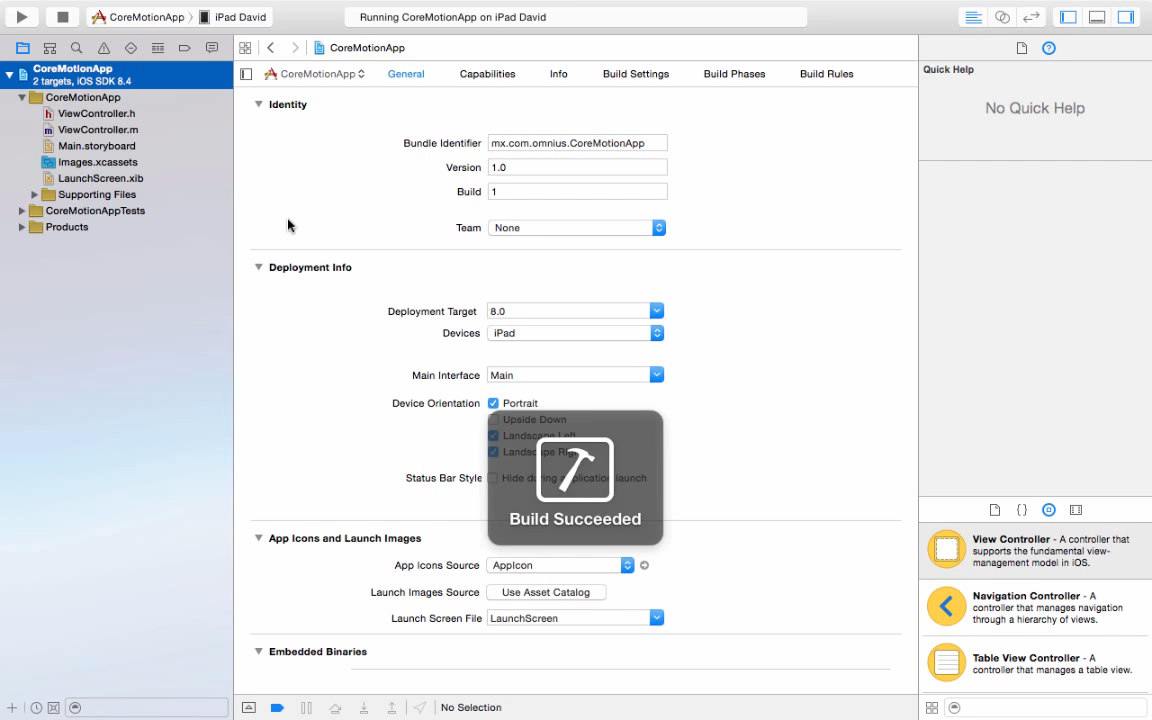 CoreMotionApp
iPad David
Running CoreMotionApp on iPad David
CoreMotionApp
2 targets, iOS SDK 8.4
CoreMotionApp
ViewController.h
ViewController.m
Main.storyboard
Images.xcassets
LaunchScreen.xib
Supporting Files
CoreMotionAppTests
Products
CoreMotionApp
CoreMotionApp
General
Capabilities
Info
Build Settings
Build Phases
Build Rules
Identity
Bundle Identifier
mx.com.omnius.CoreMotionApp
Version
1.0
Build
1
Team
None
Deployment Info
Deployment Target
8.0
Devices
iPad
Main Interface
Main
Device Orientation
Portrait
Upside Down
Landscape Left
Landscape Right
Status Bar Style
Hide during application launch
Build Succeeded
App Icons and Launch Images
App Icons Source
AppIcon
Launch Images Source
Use Asset Catalog
Launch Screen File
LaunchScreen
Embedded Binaries
No Selection
Quick Help
No Quick Help
View Controller - A controller that
supports the fundamental view-
management model in iOS.
Navigation Controller - A
controller that manages navigation
through a hierarchy of views.
Table View Controller - A
controller that manages a table view.